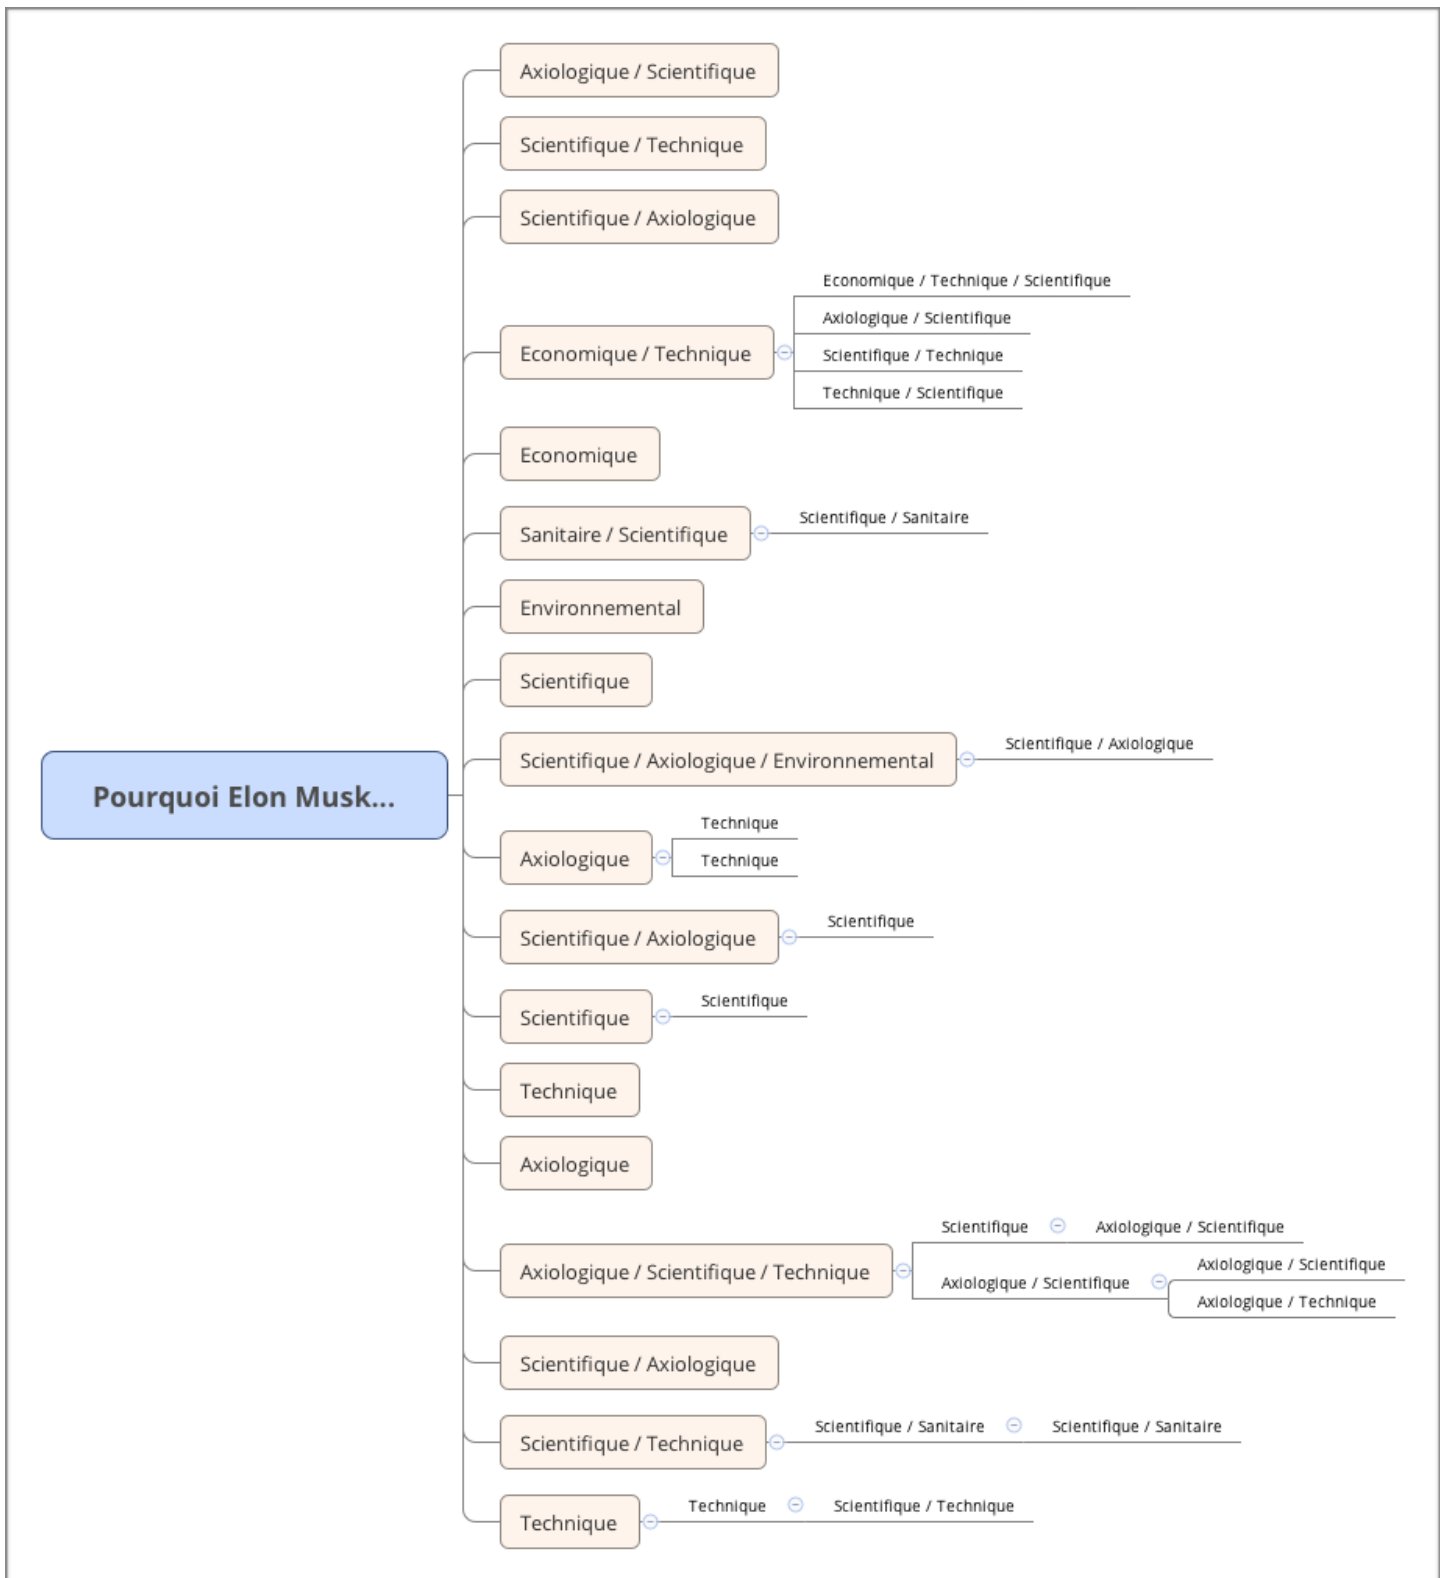 Axiologique / Scientifique
Scientifique / Technique
Scientifique / Axiologique
Economique / Technique
Economique / Technique / Scientifique
Axiologique / Scientifique
Scientifique / Technique
Technique / Scientifique
Economique
Sanitaire / Scientifique
Scientifique / Sanitaire
Environnemental
Scientifique
Pourquoi Elon Musk...
Scientifique / Axiologique / Environnemental
Scientifique / Axiologique
Axiologique
Technique
Technique
Scientifique / Axiologique
Scientifique
Scientifique
Scientifique
Technique
Axiologique
Axiologique / Scientifique / Technique
Scientifique
Axiologique / Scientifique
Axiologique / Scientifique
Axiologique / Scientifique
Axiologique / Technique
Scientifique / Axiologique
Scientifique / Technique
Scientifique / Sanitaire
Scientifique / Sanitaire
Technique
Technique
Scientifique / Technique